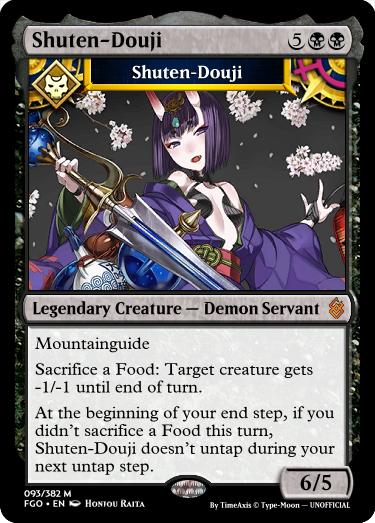 Shuten-Douji 5
Shuten-Douji
Legendary Creature — Demon Servant
Mountainguide
Sacrifice a Food: Target creature gets
-1/-1 until end of turn.
At the beginning of your end step, if you
didn't sacrifice a Food this turn,
Shuten-Douji doesn't untap during your
next untap step.
6/5
093/382 M
FGO • EN Honjou Raita
By TimeAxis © Type-Moon — UNOFFICIAL